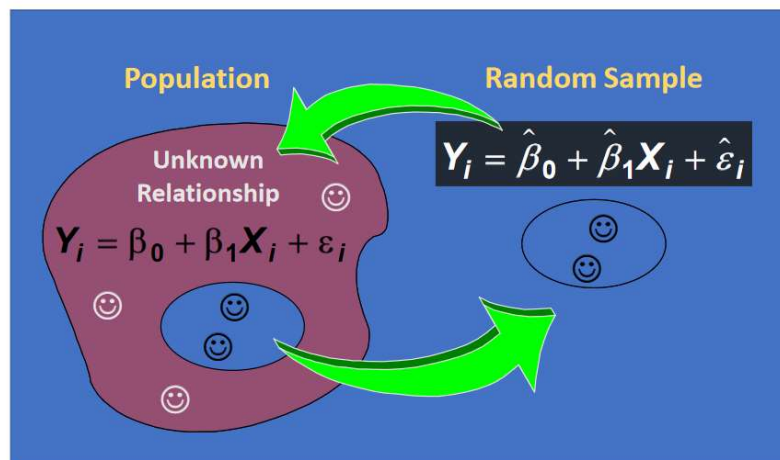 Population
Random Sample
Unknown
Relationship
Yᵢ = β₀ + β₁Xᵢ + εᵢ
Yᵢ = β̂₀ + β̂₁Xᵢ + ε̂ᵢ